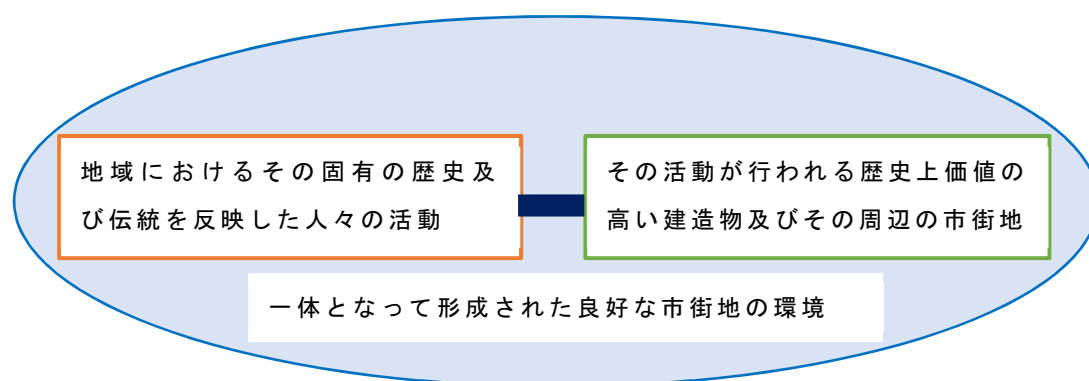 地域におけるその固有の歴史及
び伝統を反映した人々の活動
その活動が行われる歴史上価値の
高い建造物及びその周辺の市街地
一体となって形成された良好な市街地の環境